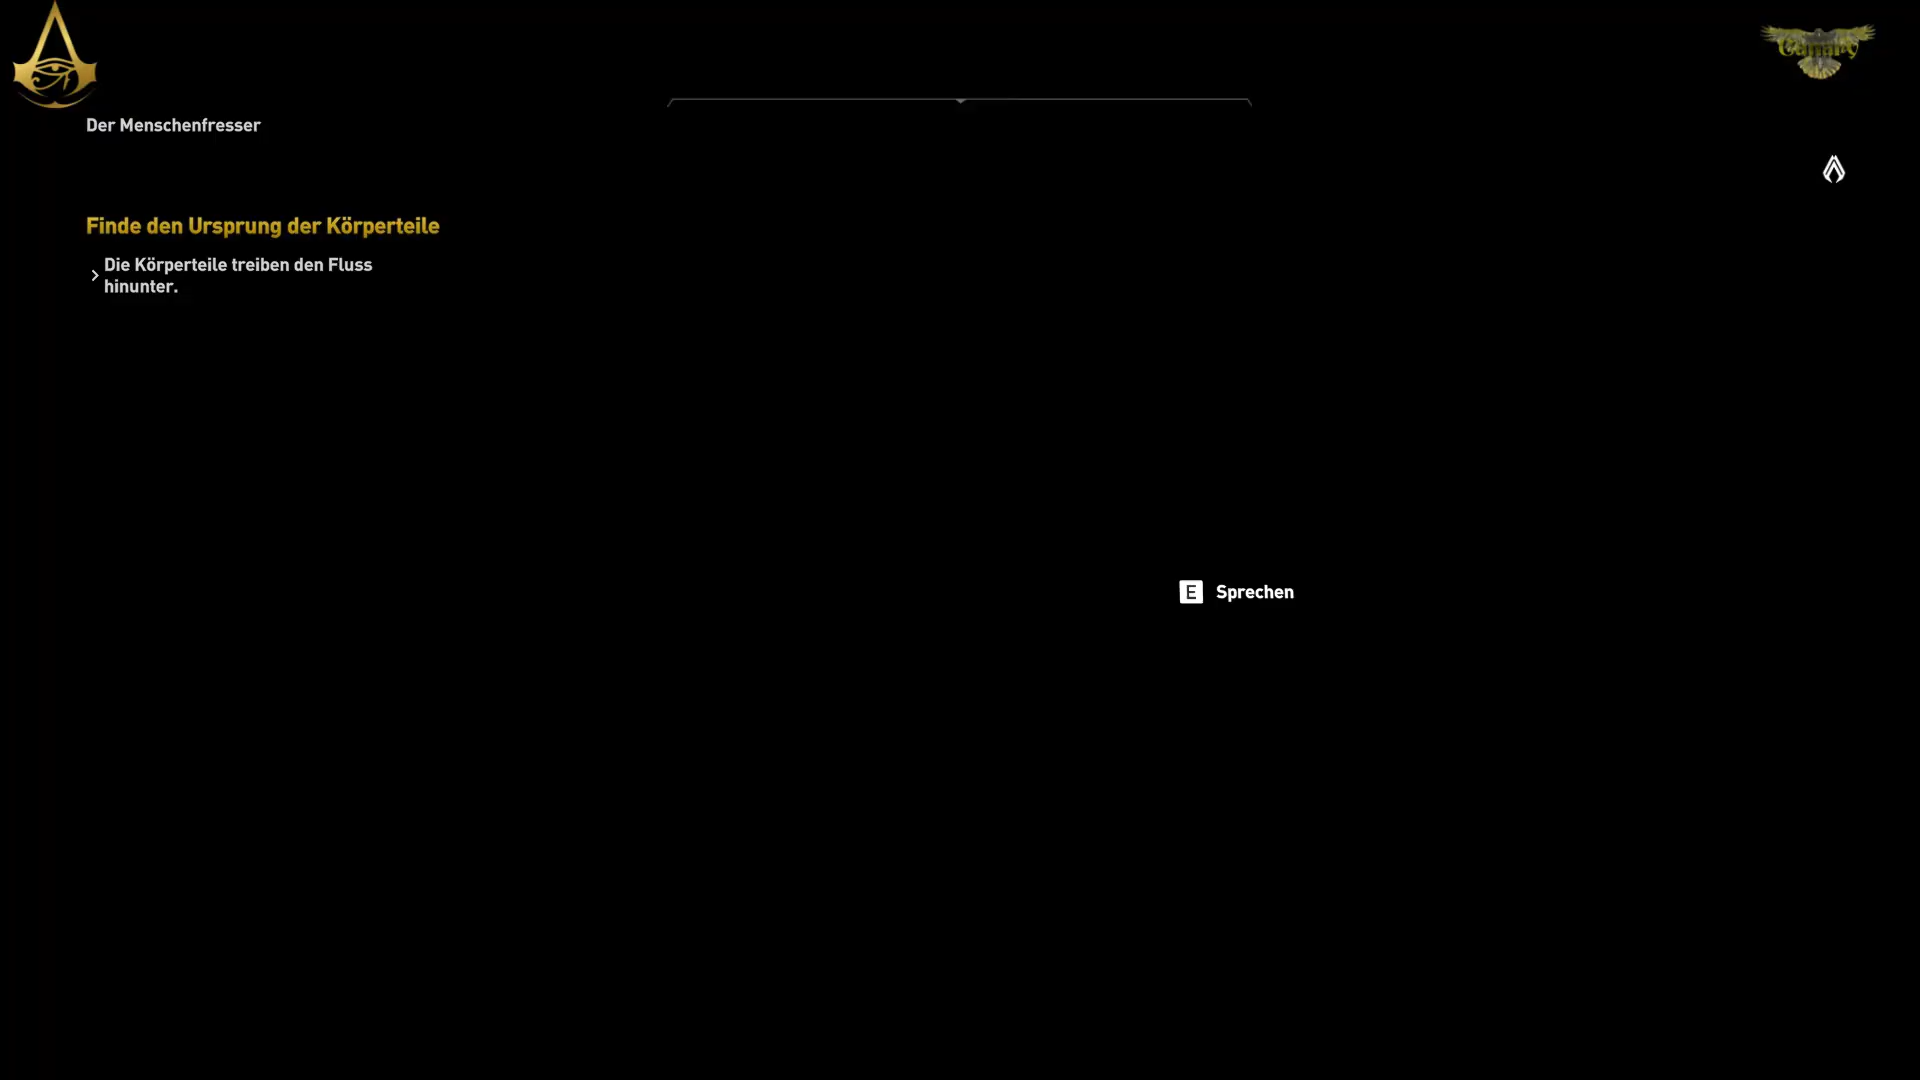 Der Menschenfresser
Finde den Ursprung der Körperteile
Die Körperteile treiben den Fluss
hinunter.
E Sprechen